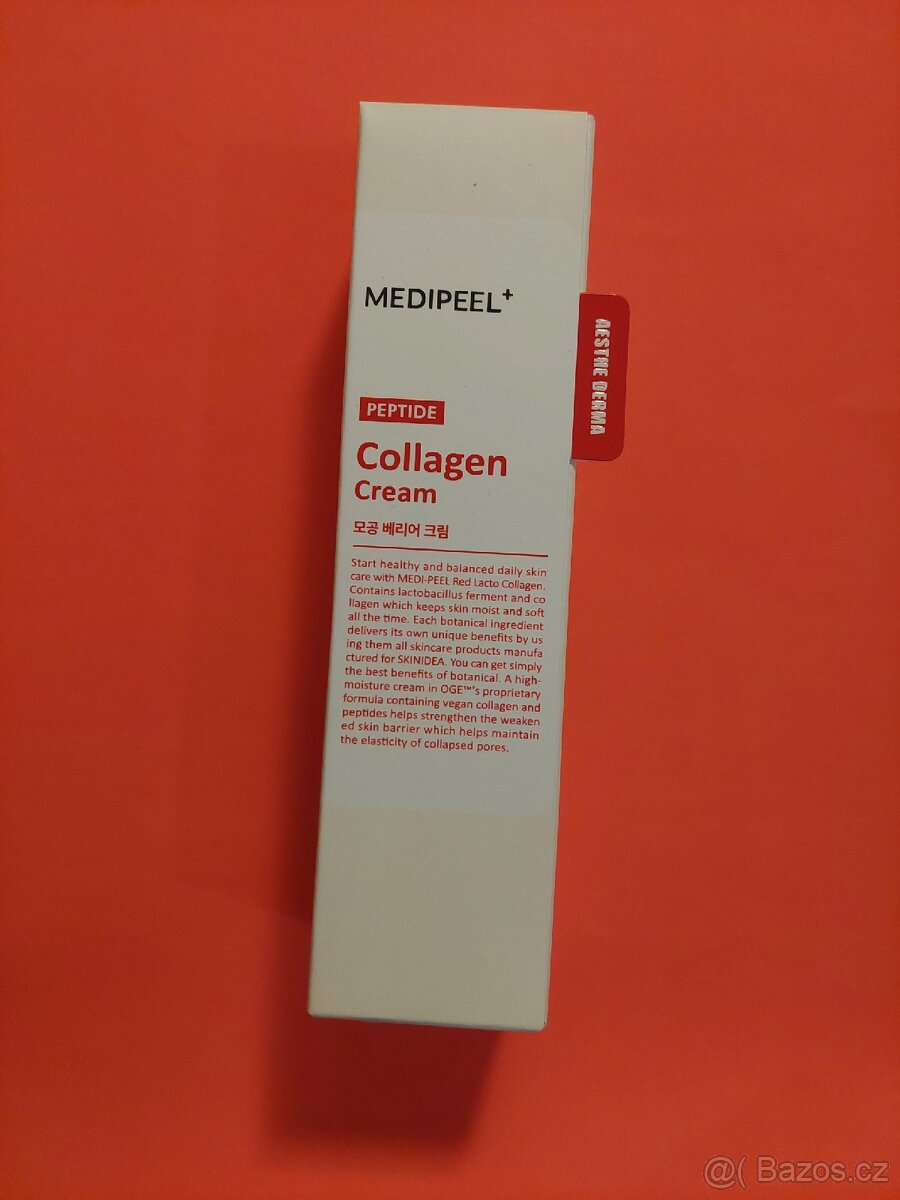 MEDIPEEL+
AESTHE DERMA
PEPTIDE
Collagen
Cream
모공 베리어 크림
Start healthy and balanced daily skin
care with MEDI-PEEL Red Lacto Collagen.
Contains lactobacillus ferment and co
llagen which keeps skin moist and soft
all the time. Each botanical ingredient
delivers its own unique benefits by us
ing them all skincare products manufa
ctured for SKINIDEA. You can get simply
the best benefits of botanical. A high-
moisture cream in OGE™'s proprietary
formula containing vegan collagen and
peptides helps strengthen the weaken
ed skin barrier which helps maintain
the elasticity of collapsed pores.
@( Bazos.cz